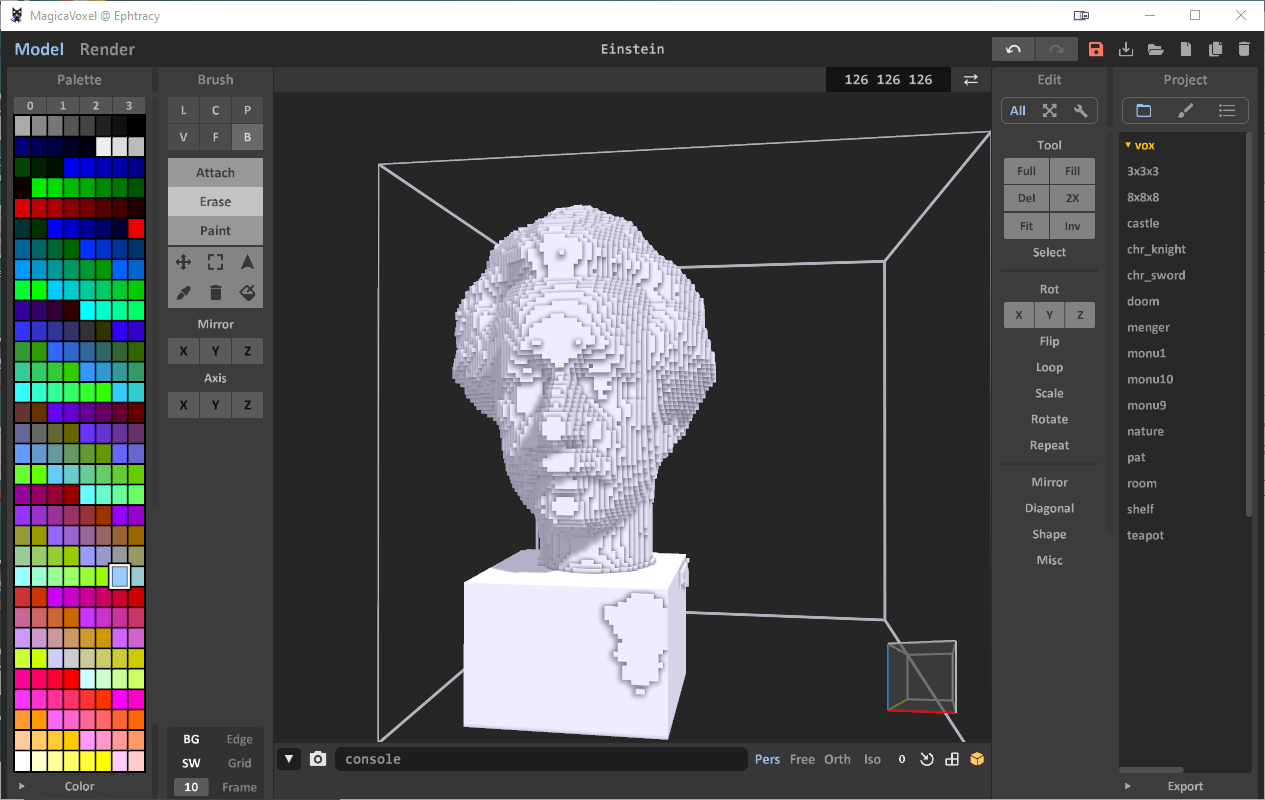 MagicaVoxel @ Ephtracy
Model Render
Einstein
Palette
0 1 2 3
Color
Brush
L C P
V F B
Attach
Erase
Paint
Mirror
X Y Z
Axis
X Y Z
BG Edge
SW Grid
10 Frame
126 126 126
console
Pers Free Orth Iso 0
Edit
All
Tool
Full Fill
Del 2X
Fit Inv
Select
Rot
X Y Z
Flip
Loop
Scale
Rotate
Repeat
Mirror
Diagonal
Shape
Misc
Project
vox
3x3x3
8x8x8
castle
chr_knight
chr_sword
doom
menger
monu1
monu10
monu9
nature
pat
room
shelf
teapot
Export